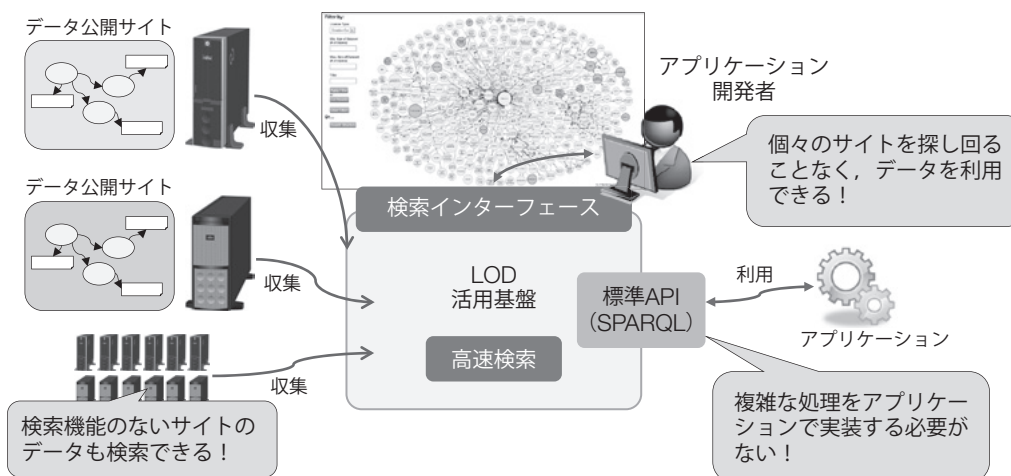 データ公開サイト
収集
データ公開サイト
収集
収集
検索機能のないサイトの
データも検索できる！
検索インターフェース
LOD
活用基盤
高速検索
標準API
（SPARQL）
利用
アプリケーション
アプリケーション
開発者
個々のサイトを探し回る
ことなく，データを利用
できる！
複雑な処理をアプリケー
ションで実装する必要が
ない！